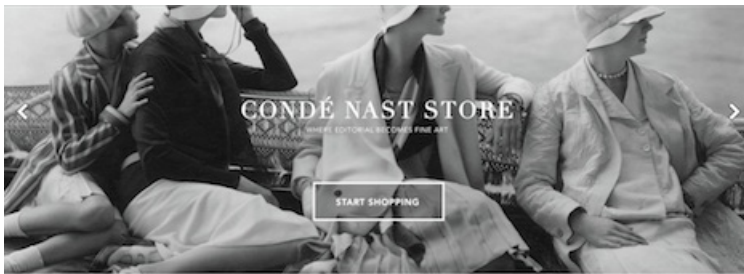 CONDÉ NAST STORE
WHERE EDITORIAL BECOMES FINE ART
START SHOPPING